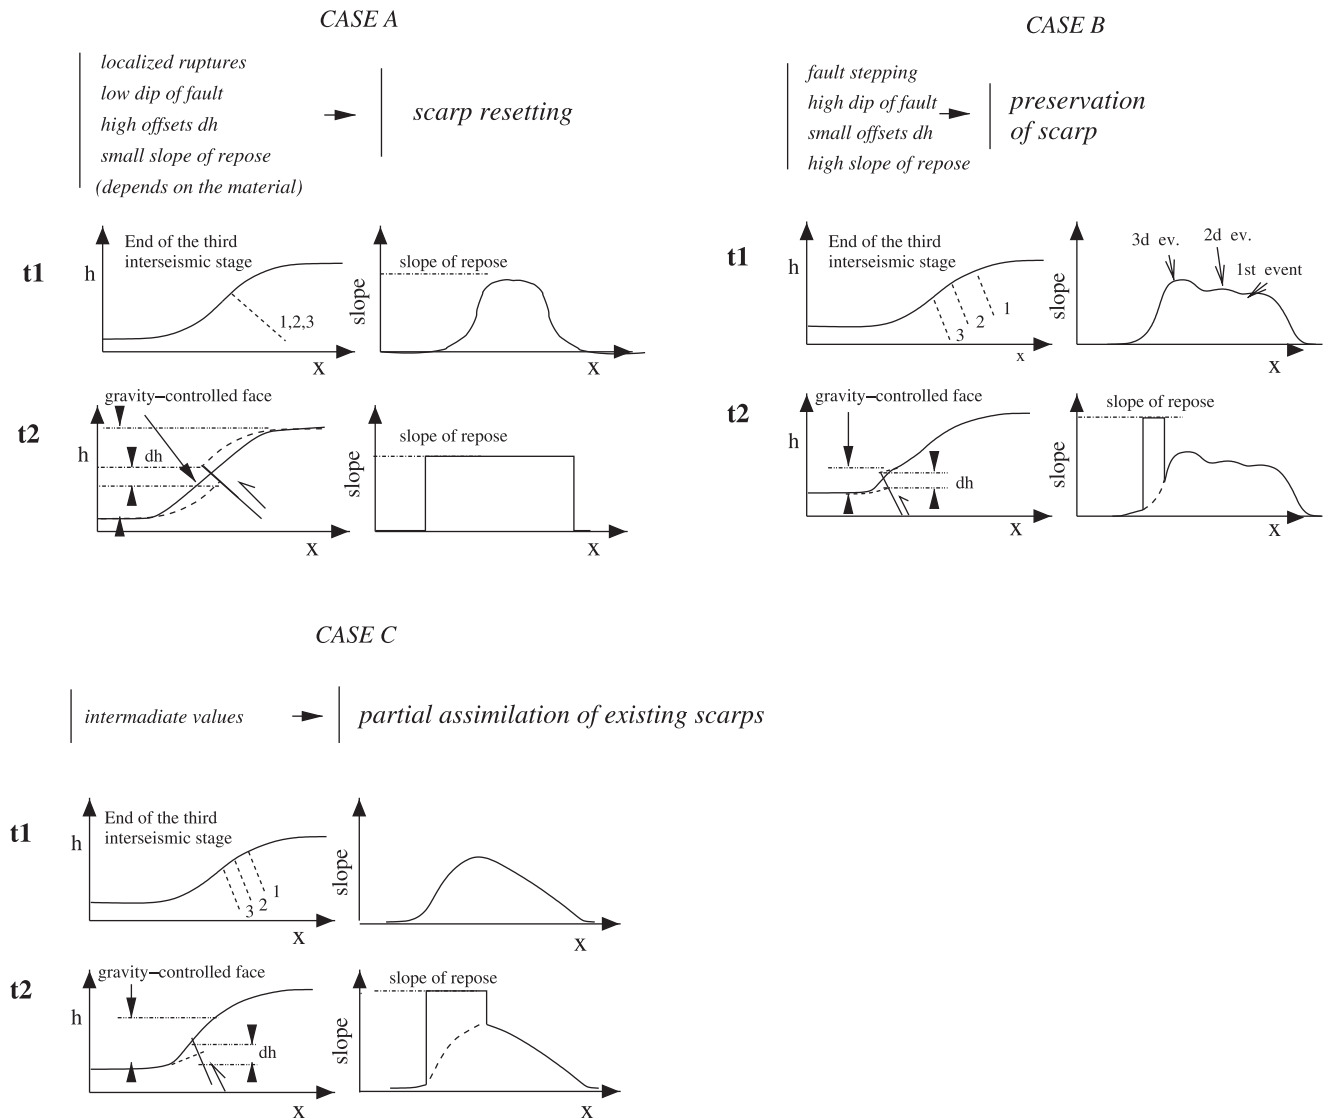 CASE A
localized ruptures
low dip of fault
high offsets dh
small slope of repose
(depends on the material)
scarp resetting
t1
h
End of the third
interseismic stage
1,2,3
x
slope
slope of repose
x
t2
gravity-controlled face
h
dh
x
slope
slope of repose
x
CASE B
fault stepping
high dip of fault
small offsets dh
high slope of repose
preservation
of scarp
t1
h
End of the third
interseismic stage
1
2
3
x
slope
3d ev.
2d ev.
1st event
x
t2
gravity-controlled face
h
dh
x
slope
slope of repose
x
CASE C
intermadiate values
partial assimilation of existing scarps
t1
h
End of the third
interseismic stage
1
2
3
x
slope
x
t2
gravity-controlled face
h
dh
x
slope
slope of repose
x